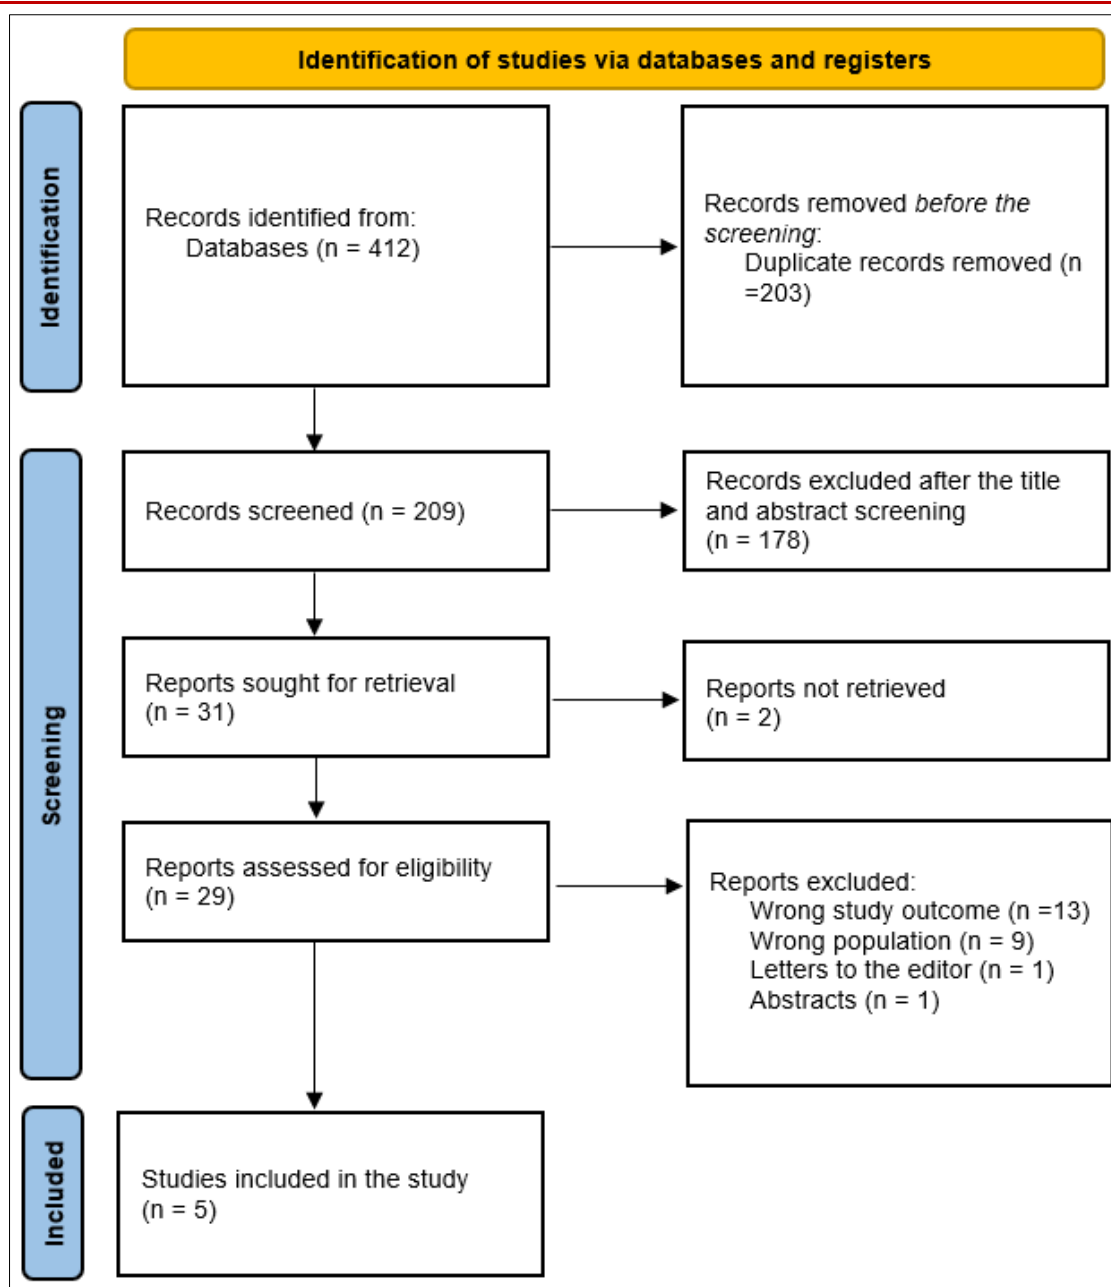 Identification of studies via databases and registers
Identification
Records identified from:
Databases (n = 412)
Records removed before the
screening:
Duplicate records removed (n
=203)
Screening
Records screened (n = 209)
Records excluded after the title
and abstract screening
(n = 178)
Reports sought for retrieval
(n = 31)
Reports not retrieved
(n = 2)
Reports assessed for eligibility
(n = 29)
Reports excluded:
Wrong study outcome (n =13)
Wrong population (n = 9)
Letters to the editor (n = 1)
Abstracts (n = 1)
Included
Studies included in the study
(n = 5)